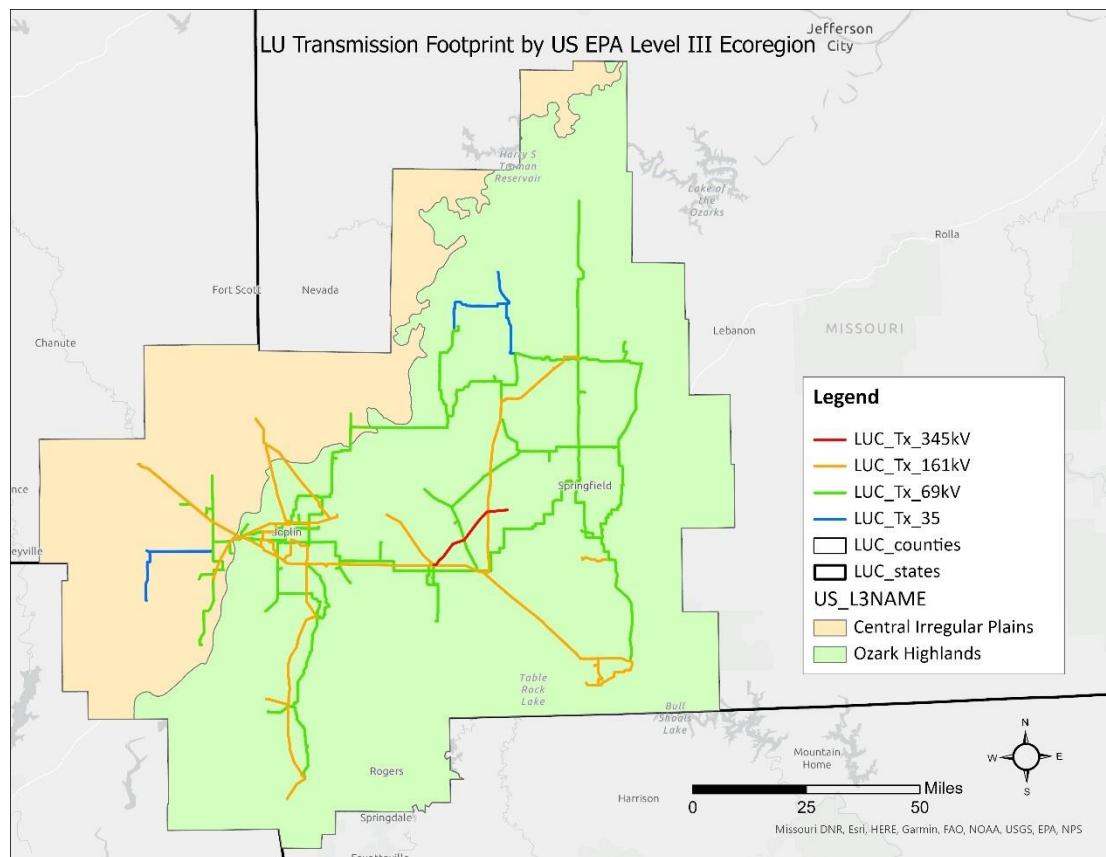 LU Transmission Footprint by US EPA Level III Ecoregion
Jefferson
City
Harry S
Truman
Reservoir
Lake of
the
Ozarks
Rolla
Fort Scott
Nevada
Lebanon
MISSOURI
Chanute
Legend
LUC_Tx_345kV
LUC_Tx_161kV
LUC_Tx_69kV
LUC_Tx_35
LUC_counties
LUC_states
US_L3NAME
Central Irregular Plains
Ozark Highlands
nce
Springfield
Joplin
eyville
Table
Rock
Lake
Bull
Shoals
Lake
Mountain
Home
N
W
E
S
Rogers
Harrison
Springdale
Fayetteville
Miles
0
25
50
Missouri DNR, Esri, HERE, Garmin, FAO, NOAA, USGS, EPA, NPS